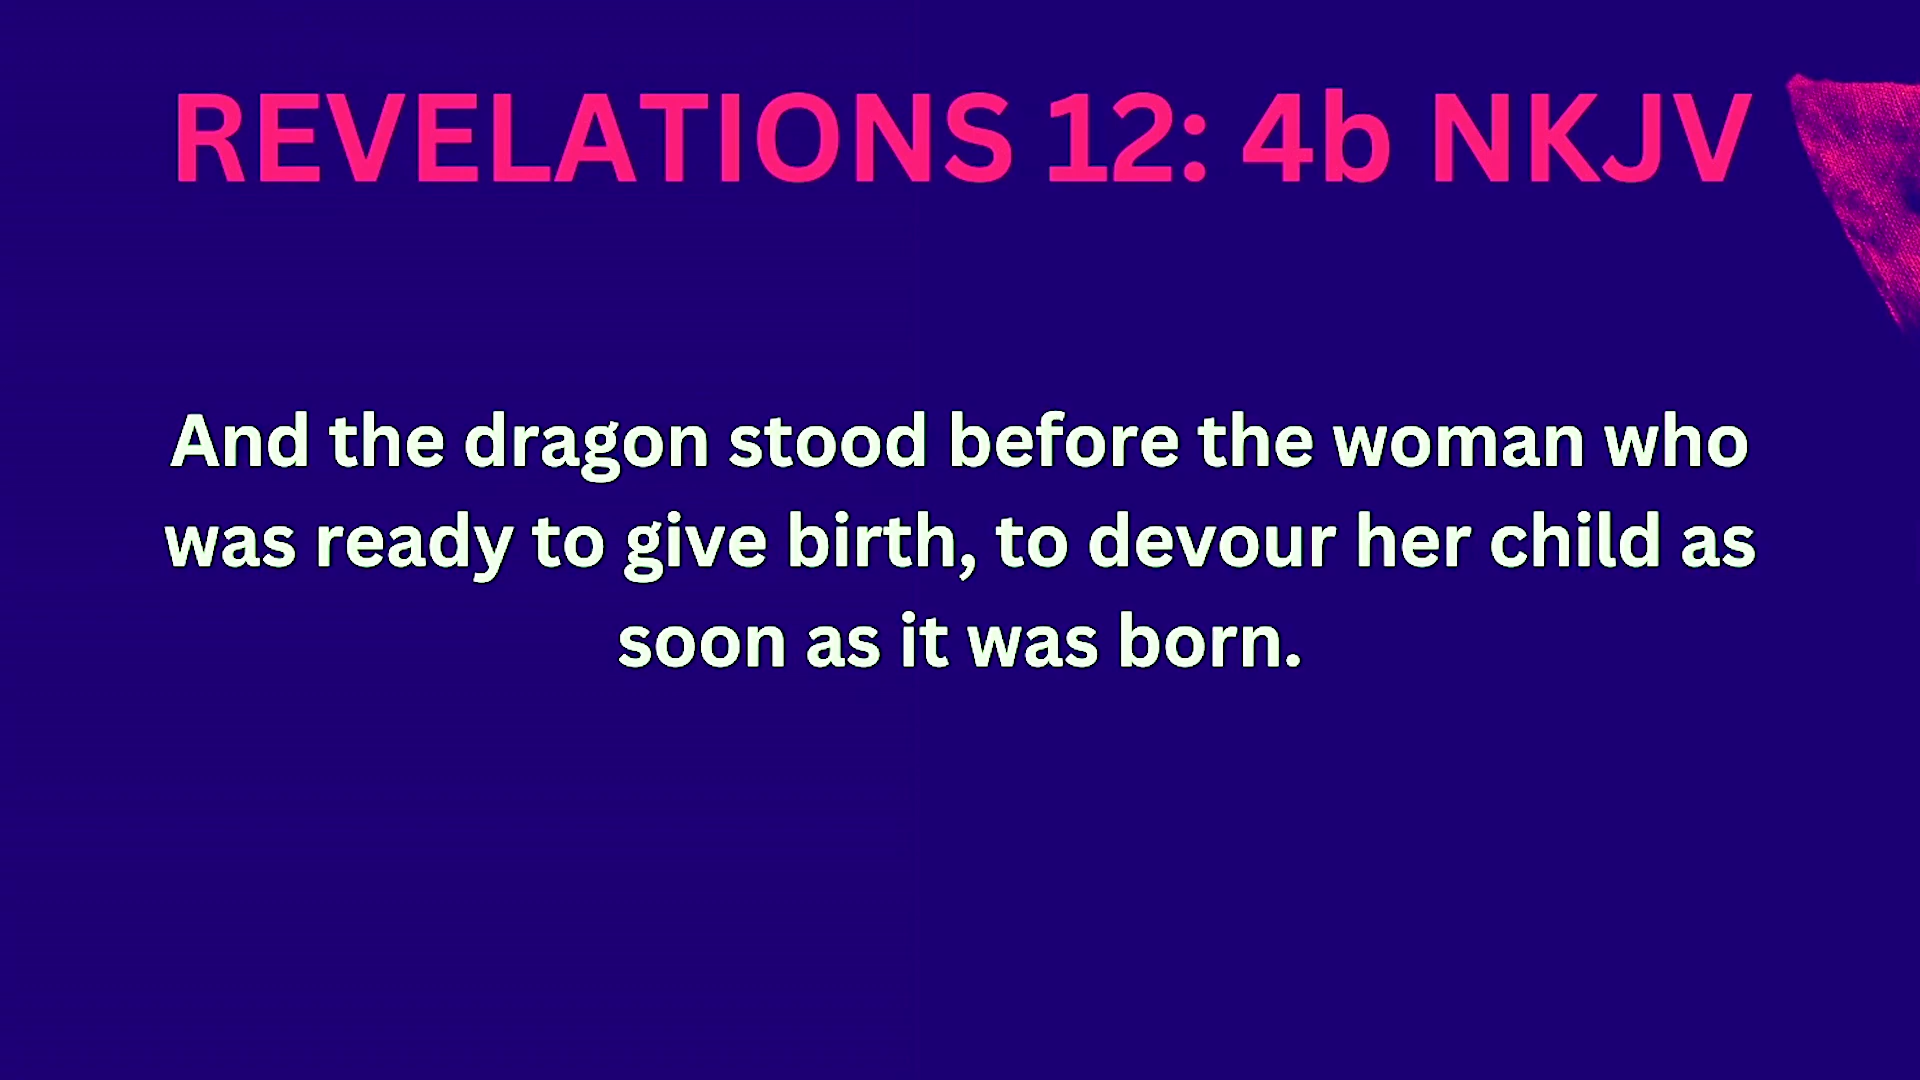 REVELATIONS 12: 4b NKJV
And the dragon stood before the woman who
was ready to give birth, to devour her child as
soon as it was born.